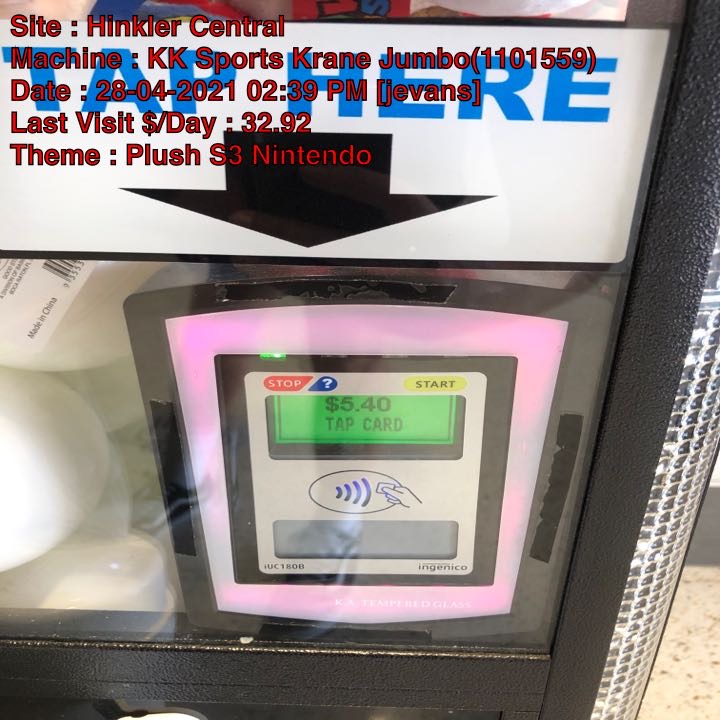 Site : Hinkler Central
Machine : KK Sports Krane Jumbo(1101559)
TAP HERE
Date : 28-04-2021 02:39 PM [jevans]
Last Visit $/Day : 32.92
Theme : Plush S3 Nintendo
Made in China
STOP ? START
$5.40
TAP CARD
iUC180B ingenico
K.A. TEMPERED GLASS